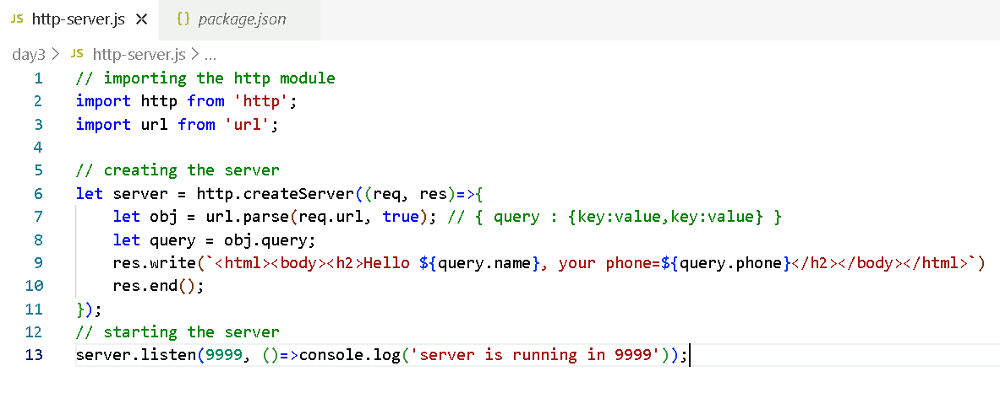 JS http-server.js ×
{} package.json
day3 > JS http-server.js > ...
1 // importing the http module
2 import http from 'http';
3 import url from 'url';
4
5 // creating the server
6 let server = http.createServer((req, res)=>{
7     let obj = url.parse(req.url, true); // { query : {key:value,key:value} }
8     let query = obj.query;
9     res.write(`<html><body><h2>Hello ${query.name}, your phone=${query.phone}</h2></body></html>`)
10     res.end();
11 });
12 // starting the server
13 server.listen(9999, ()=>console.log('server is running in 9999'));